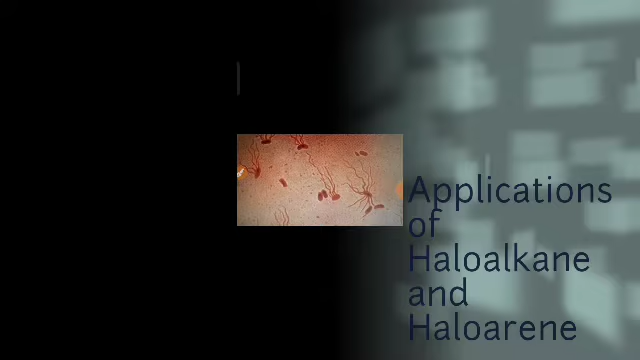 Applications
of
Haloalkane
and
Haloarene